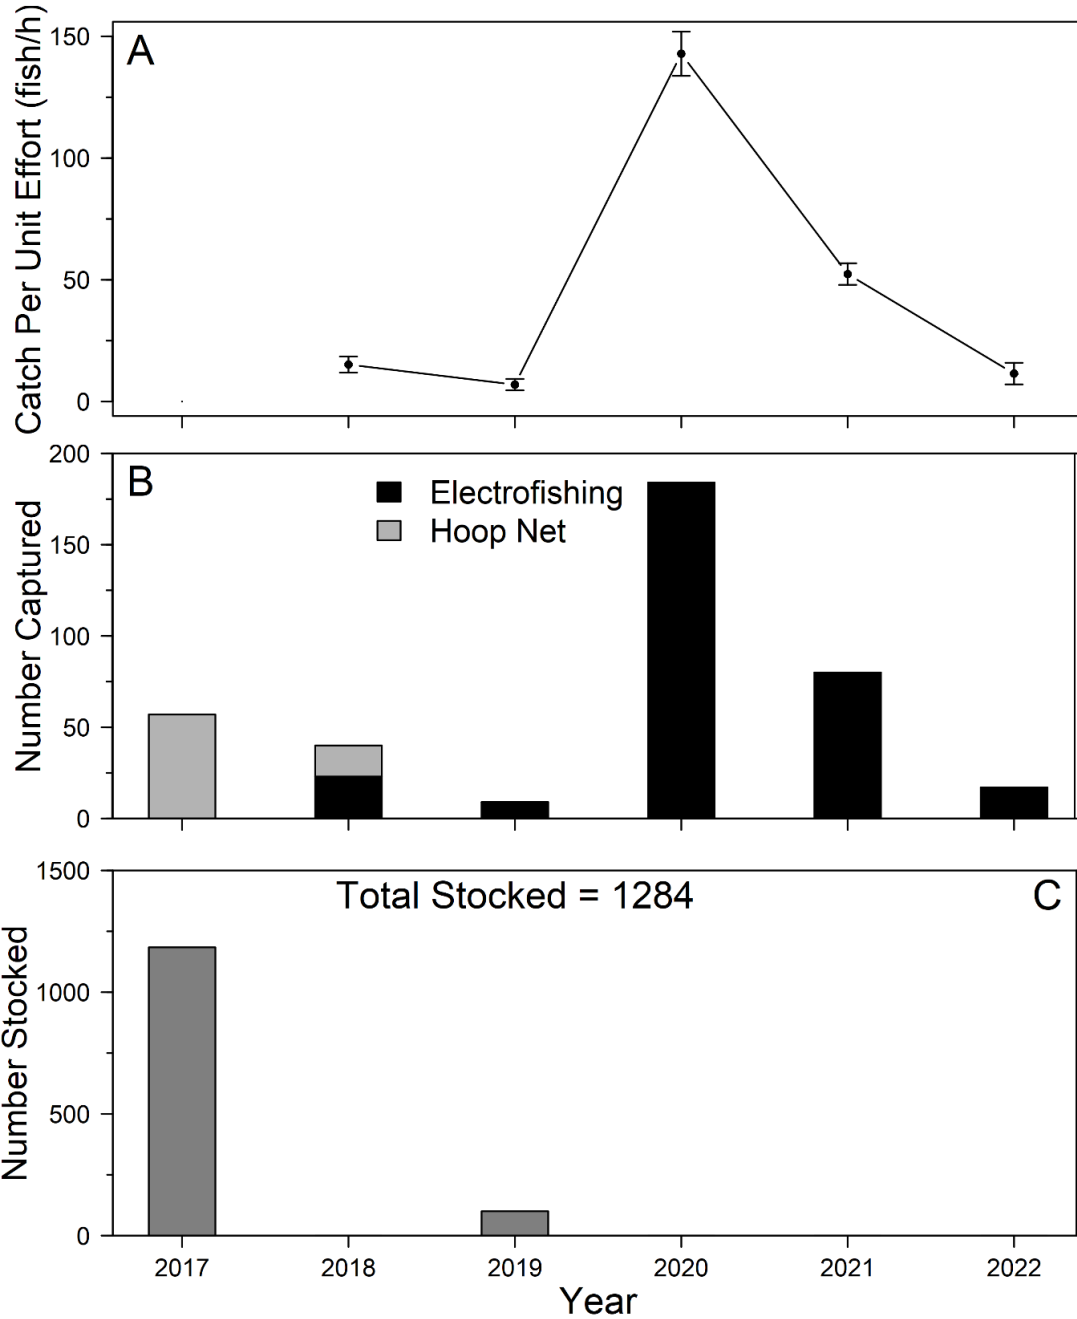 A
Catch Per Unit Effort (fish/h)
150
100
50
0
B
Electrofishing
Hoop Net
Number Captured
200
150
100
50
0
Total Stocked = 1284
C
Number Stocked
1500
1000
500
0
2017 2018 2019 2020 2021 2022
Year